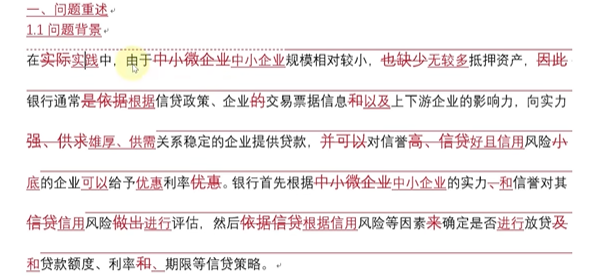 一、问题重述
1.1 问题背景
在实际实践中，由于中小微企业中小企业规模相对较小，也缺少无较多抵押资产，因此
银行通常是依据根据信贷政策、企业的交易票据信息和以及上下游企业的影响力，向实力
强、供求雄厚、供需关系稳定的企业提供贷款，并可以对信誉高、信贷好且信用风险小
底的企业可以给予优惠利率优惠。银行首先根据中小微企业中小企业的实力、和信誉对其
信贷信用风险做出进行评估，然后依据信贷根据信用风险等因素来确定是否进行放贷及
和贷款额度、利率和、期限等信贷策略。